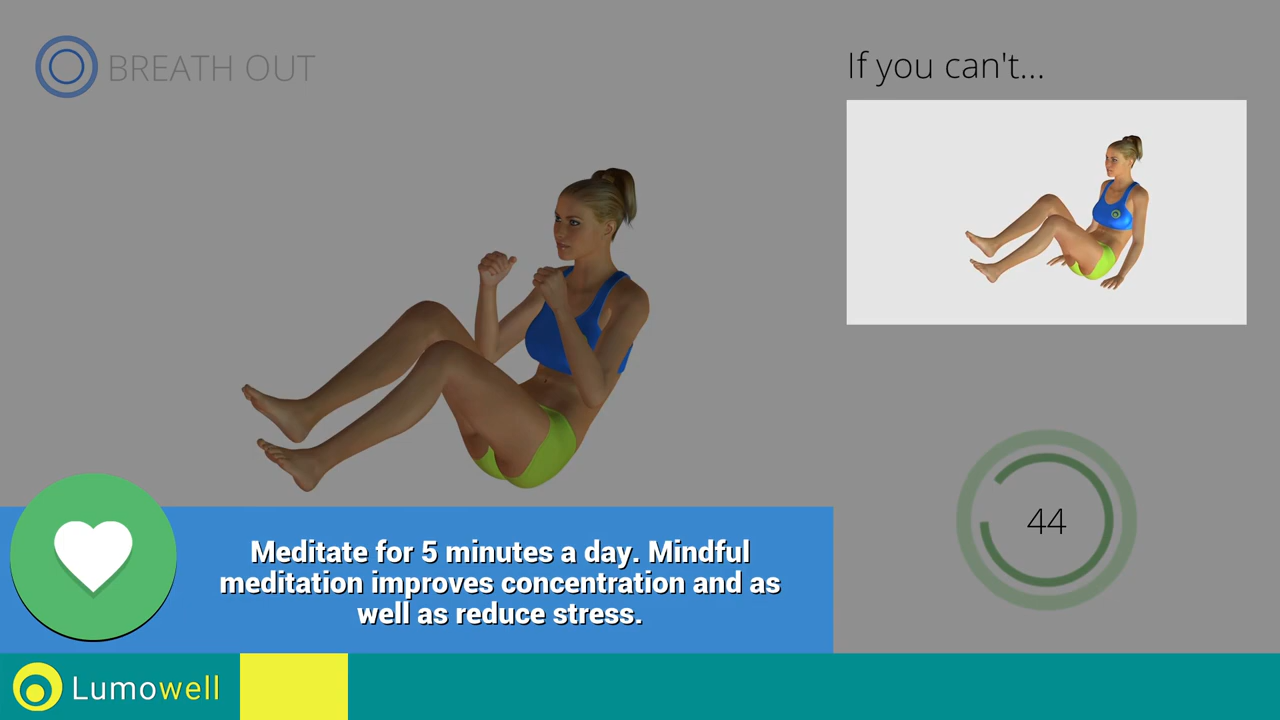 BREATH OUT
If you can't...
44
Meditate for 5 minutes a day. Mindful
meditation improves concentration and as
well as reduce stress.
Lumowell